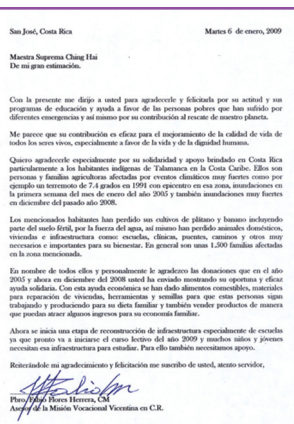 San José, Costa Rica Martes 6 de enero, 2009
Maestra Suprema Ching Hai
De mi gran estimación.
Con la presente me dirijo a usted para agradecerle y felicitarla por su actitud y sus
programas de educación y ayuda a favor de las personas pobres que han sufrido por
diferentes emergencias y así mismo por su contribución al rescate de nuestro planeta.
Me parece que su contribución es eficaz para el mejoramiento de la calidad de vida de
todos los seres vivos, especialmente a favor de la vida y de la dignidad humana.
Quiero agradecerle especialmente por su solidaridad y apoyo brindado en Costa Rica
particularmente a los habitantes indígenas de Talamanca en la Costa Caribe. Ellos son
personas y familias agricultoras afectadas por eventos climáticos muy fuertes como por
ejemplo un terremoto de 7.4 grados en 1991 con epicentro en esa zona, inundaciones en
la primera semana del mes de enero del año 2005 y también inundaciones muy fuertes
en diciembre del pasado año 2008.
Los mencionados habitantes han perdido sus cultivos de plátano y banano incluyendo
parte del suelo fértil, por la fuerza del agua, así mismo han perdido animales domésticos,
viviendas e infraestructura como: escuelas, clínicas, puentes, caminos y otros muy
necesarios e importantes para su bienestar. En general son unas 1.500 familias afectadas
en la zona mencionada.
En nombre de todos ellos y personalmente le agradezco las donaciones que en el año
2005 y ahora en diciembre de 2008 usted ha enviado mostrando su oportuna y eficaz
ayuda solidaria. Con esta ayuda económica se han dado alimentos comestibles, materiales
para reparación de viviendas, herramientas y semillas para que estas personas sigan
trabajando y produciendo para su dieta familiar y también vender productos de manera
que puedan atraer algunos ingresos para su economía familiar.
Ahora se inicia una etapa de reconstrucción de infraestructura especialmente de escuelas
ya que pronto va a iniciarse el curso lectivo del año 2009 y muchos niños y jóvenes
necesitan esa infraestructura para estudiar. Para ello también necesitamos apoyo.
Reiterándole mi agradecimiento y felicitación me suscribo de usted, atento servidor,
Pbro. Fabio Flores Herrera, CM
Asesor de la Misión Vocacional Vicentina en C.R.